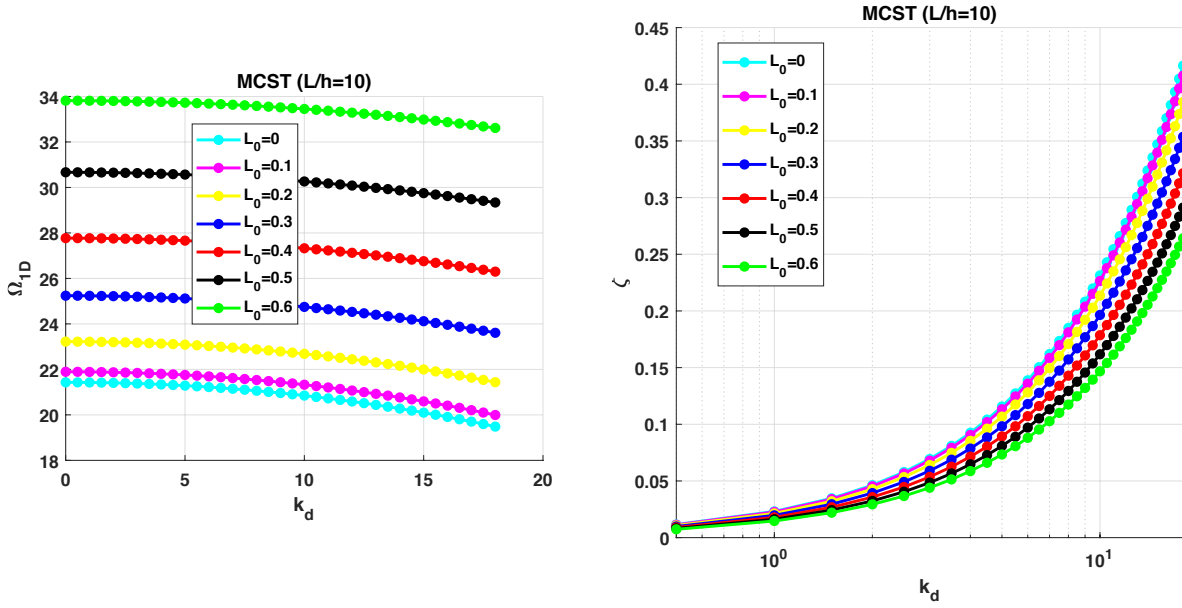 MCST (L/h=10)
34
32
30
28
26
24
22
20
18
0
5
10
15
20
Ω1D
kd
L0=0
L0=0.1
L0=0.2
L0=0.3
L0=0.4
L0=0.5
L0=0.6
MCST (L/h=10)
0.45
0.4
0.35
0.3
0.25
0.2
0.15
0.1
0.05
0
10^0
10^1
ζ
kd
L0=0
L0=0.1
L0=0.2
L0=0.3
L0=0.4
L0=0.5
L0=0.6